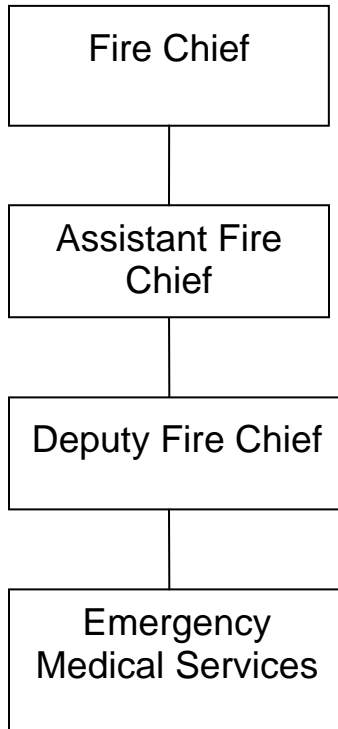 Fire Chief
Assistant Fire
Chief
Deputy Fire Chief
Emergency
Medical Services